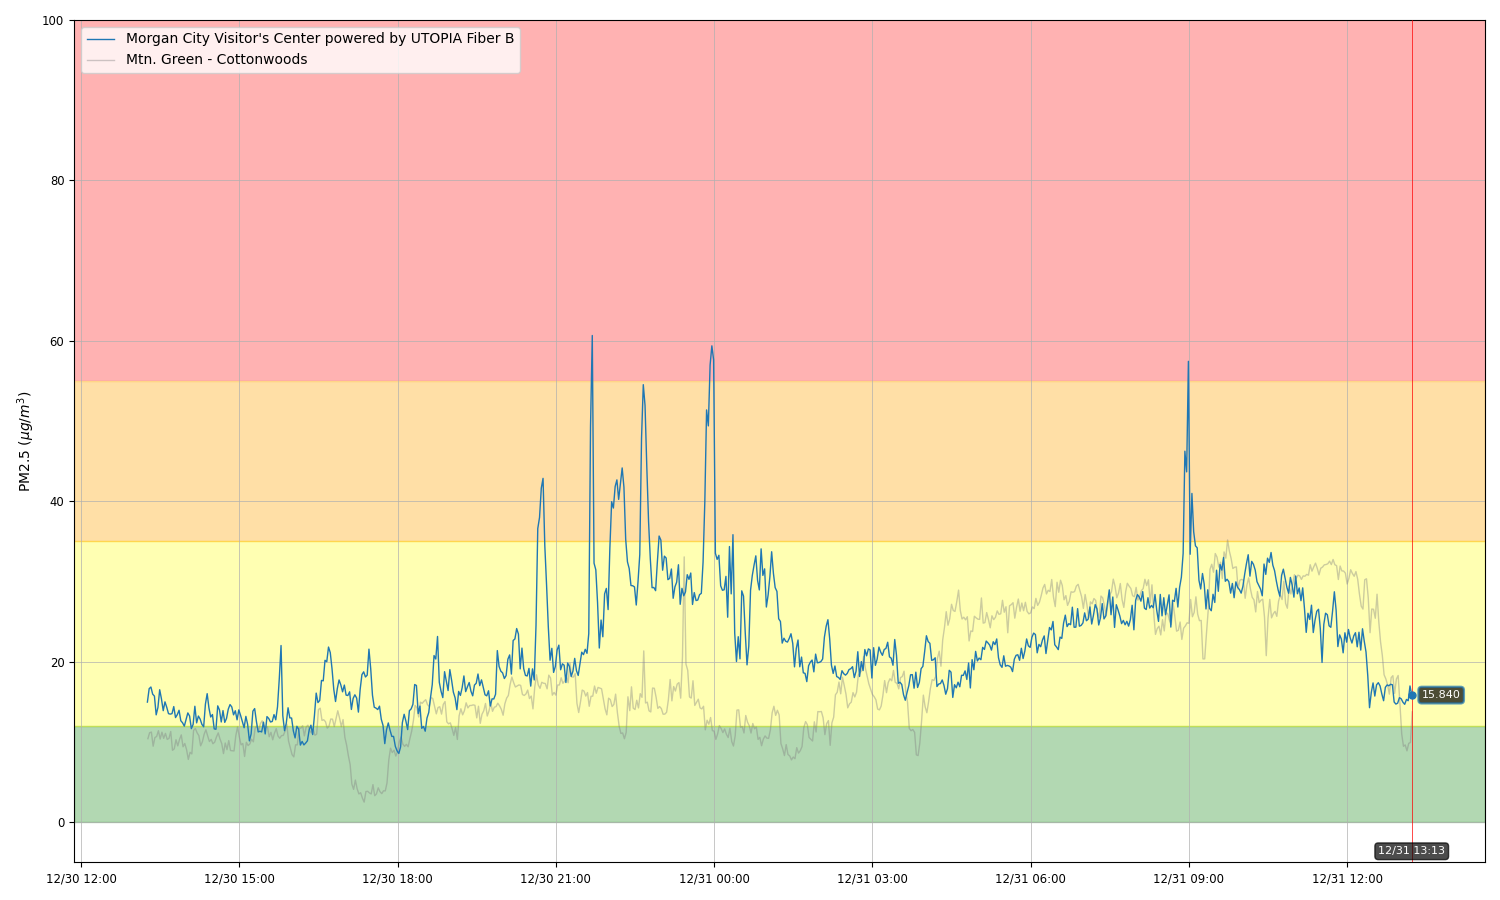 100
80
60
40
20
0
PM2.5 (μg/m³)
Morgan City Visitor's Center powered by UTOPIA Fiber B
Mtn. Green - Cottonwoods
15.840
12/31 13:13
12/30 12:00 12/30 15:00 12/30 18:00 12/30 21:00 12/31 00:00 12/31 03:00 12/31 06:00 12/31 09:00 12/31 12:00